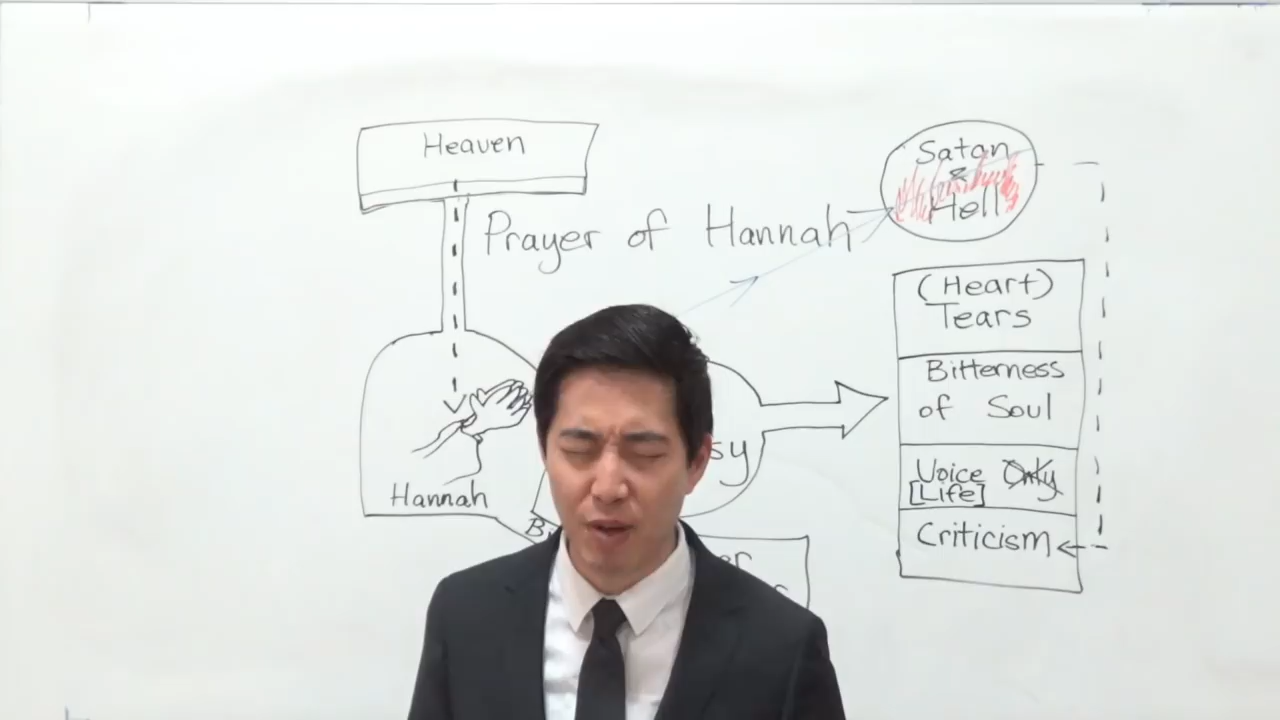 Heaven
Prayer of Hannah
Satan
&
Hell
(Heart)
Tears
Bitterness
of Soul
Voice Only
[Life]
Criticism
Hannah